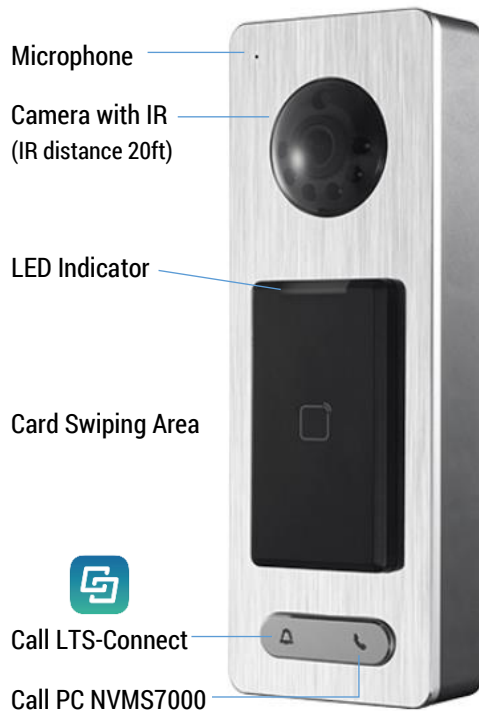 Microphone
Camera with IR
(IR distance 20ft)
LED Indicator
Card Swiping Area
Call LTS-Connect
Call PC NVMS7000